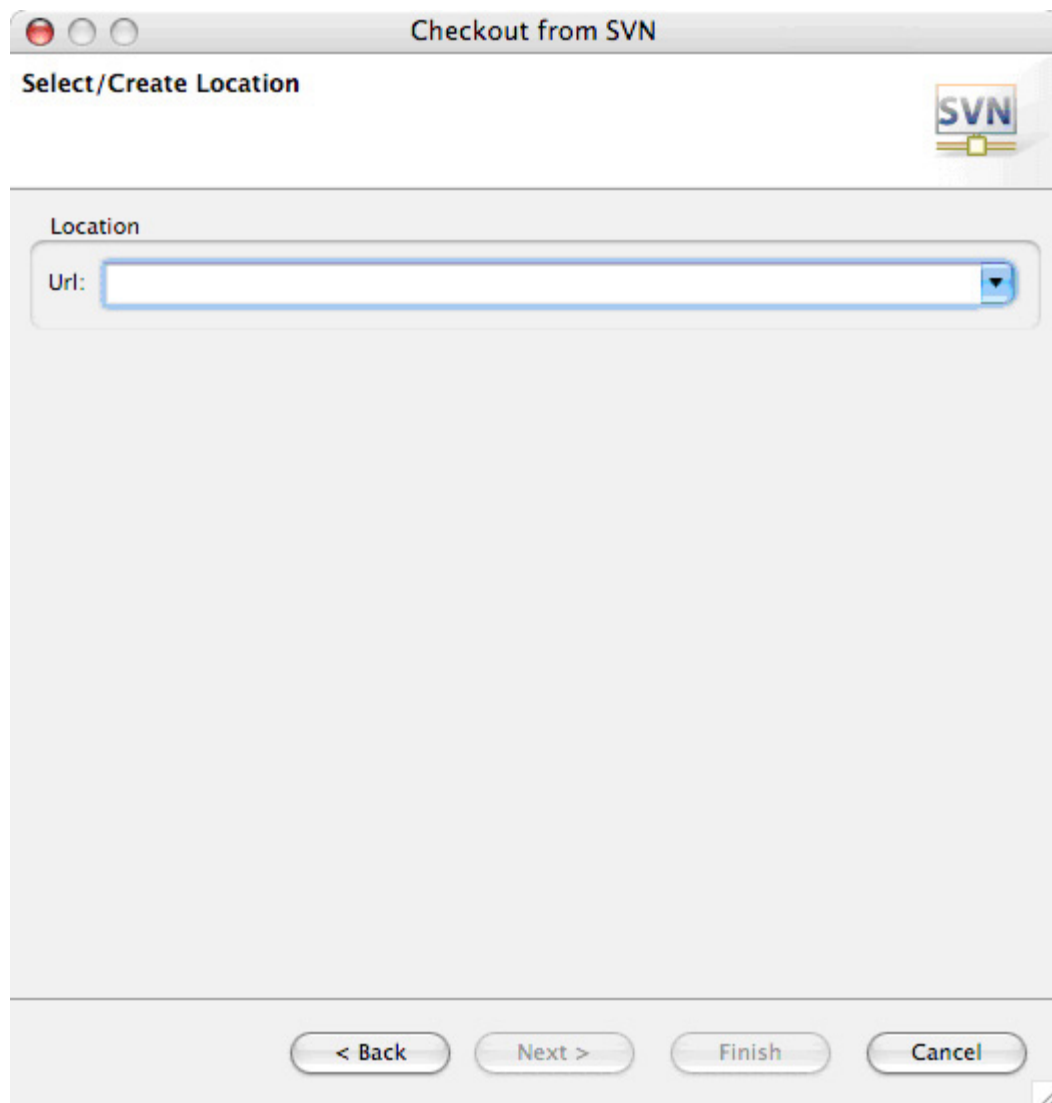 Checkout from SVN
Select/Create Location
SVN
Location
Url:
< Back Next > Finish Cancel